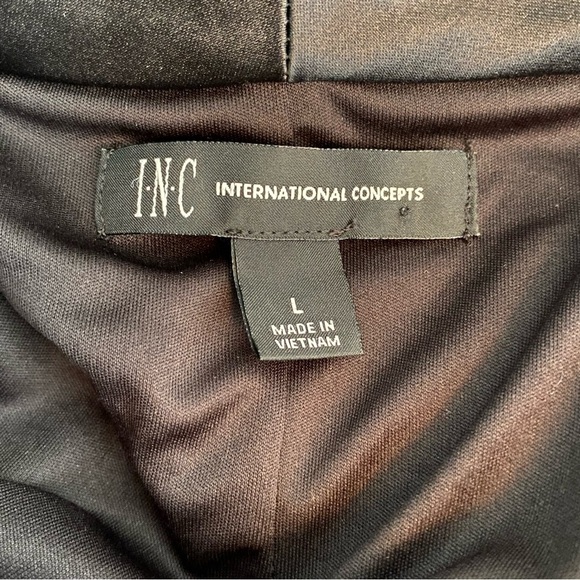 I·N·C INTERNATIONAL CONCEPTS
L
MADE IN
VIETNAM